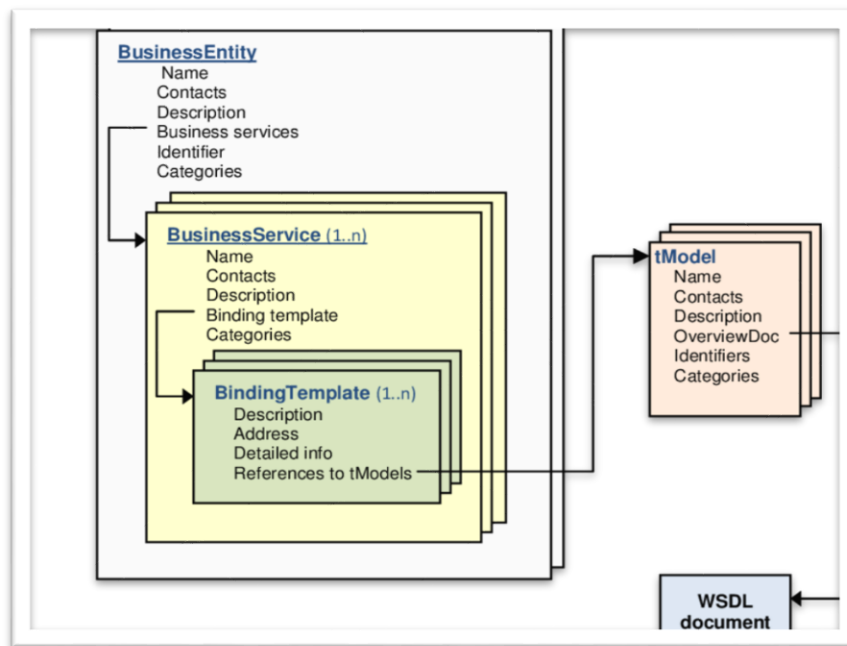 BusinessEntity
Name
Contacts
Description
Business services
Identifier
Categories
BusinessService (1..n)
Name
Contacts
Description
Binding template
Categories
BindingTemplate (1..n)
Description
Address
Detailed info
References to tModels
tModel
Name
Contacts
Description
OverviewDoc
Identifiers
Categories
WSDL
document